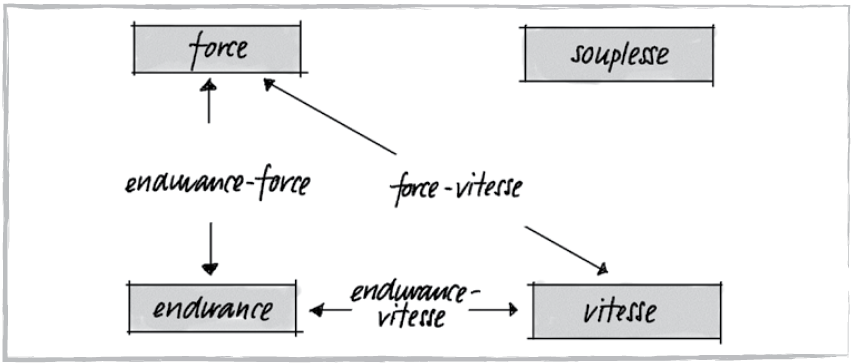 force
souplesse
endurance-force
force-vitesse
endurance
endurance-
vitesse
vitesse